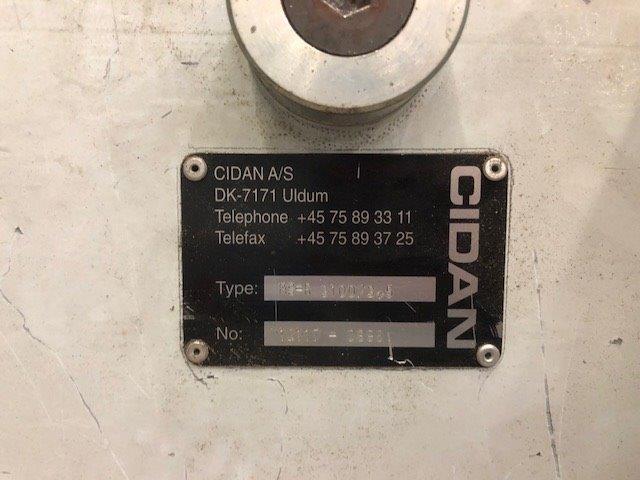 CIDAN A/S
DK-7171 Uldum
Telephone +45 75 89 33 11
Telefax +45 75 89 37 25
Type:
No:
CIDAN